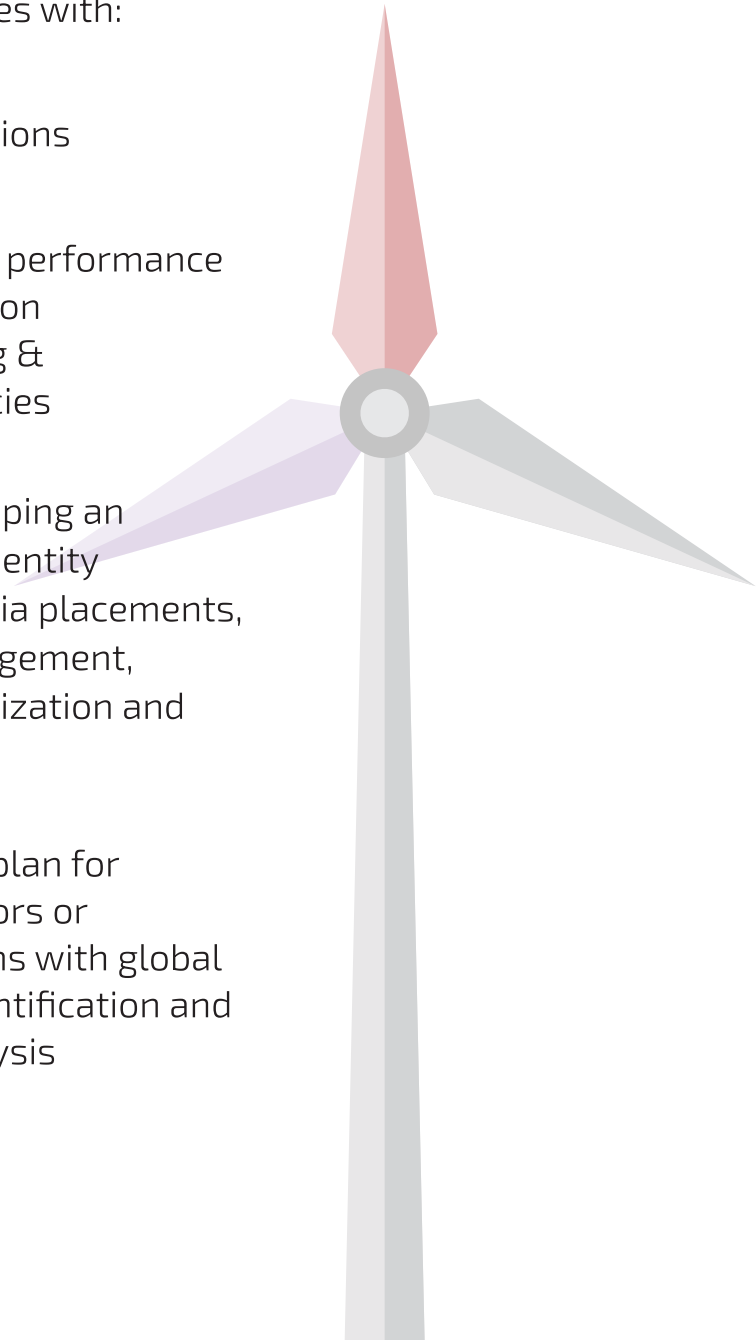 es with:
ions
performance
on
g &
cies
ping an
entity
ia placements,
gement,
ization and
plan for
ors or
ns with global
ntification and
ysis